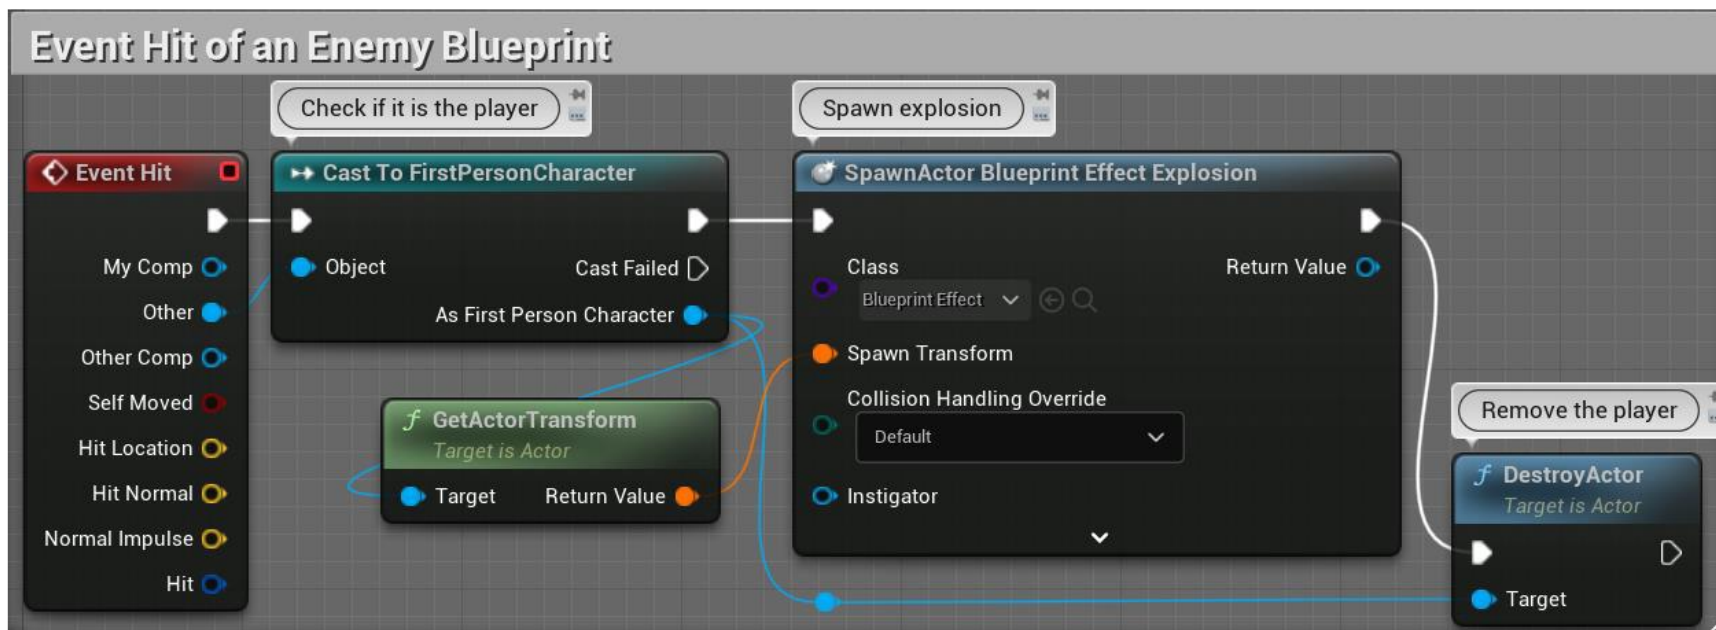 Event Hit of an Enemy Blueprint
Check if it is the player
Spawn explosion
Event Hit
My Comp
Other
Other Comp
Self Moved
Hit Location
Hit Normal
Normal Impulse
Hit
Cast To FirstPersonCharacter
Object
Cast Failed
As First Person Character
GetActorTransform
Target is Actor
Target
Return Value
SpawnActor Blueprint Effect Explosion
Class
Return Value
Blueprint Effect
Spawn Transform
Collision Handling Override
Default
Instigator
Remove the player
DestroyActor
Target is Actor
Target